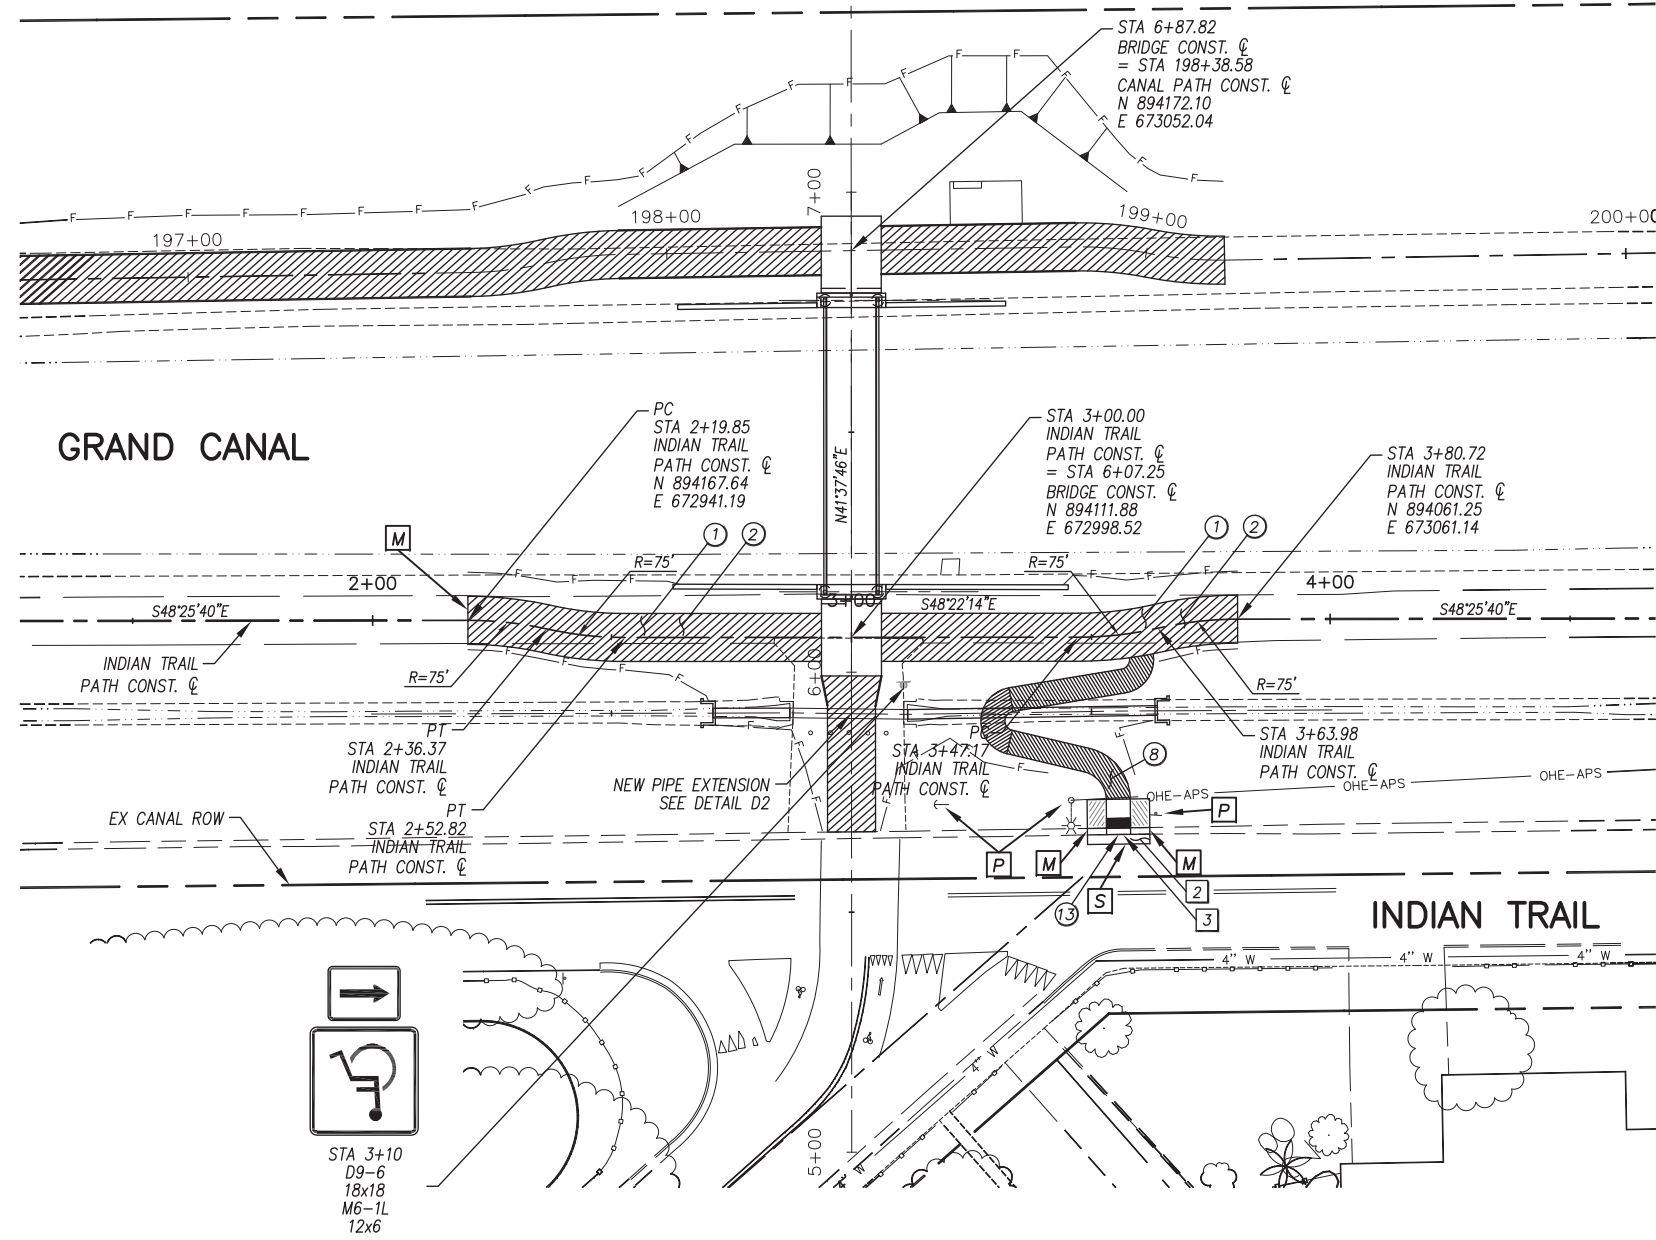 STA 6+87.82
BRIDGE CONST. ℄
= STA 198+38.58
CANAL PATH CONST. ℄
N 894172.10
E 673052.04
F F F F F F F F F F F F F F F F F F F F
7+00
197+00
198+00
199+00
200+00
GRAND CANAL
PC
STA 2+19.85
INDIAN TRAIL
PATH CONST. ℄
N 894167.64
E 672941.19
N41°37'46"E
STA 3+00.00
INDIAN TRAIL
PATH CONST. ℄
= STA 6+07.25
BRIDGE CONST. ℄
N 894111.88
E 672998.52
STA 3+80.72
INDIAN TRAIL
PATH CONST. ℄
N 894061.25
E 673061.14
M
1
2
1
2
R=75'
R=75'
2+00
3+00
4+00
S48°25'40"E
S48°22'14"E
S48°25'40"E
INDIAN TRAIL
PATH CONST. ℄
R=75'
R=75'
6+00
PT
STA 2+36.37
INDIAN TRAIL
PATH CONST. ℄
STA 3+47.17
INDIAN TRAIL
PATH CONST. ℄
STA 3+63.98
INDIAN TRAIL
PATH CONST. ℄
8
NEW PIPE EXTENSION
SEE DETAIL D2
OHE-APS
OHE-APS
OHE-APS
PT
STA 2+52.82
INDIAN TRAIL
PATH CONST. ℄
EX CANAL ROW
P
P
M
M
S
2
3
13
INDIAN TRAIL
4" W
4" W
4" W
4" W
W
5+00
STA 3+10
D9-6
18x18
M6-1L
12x6